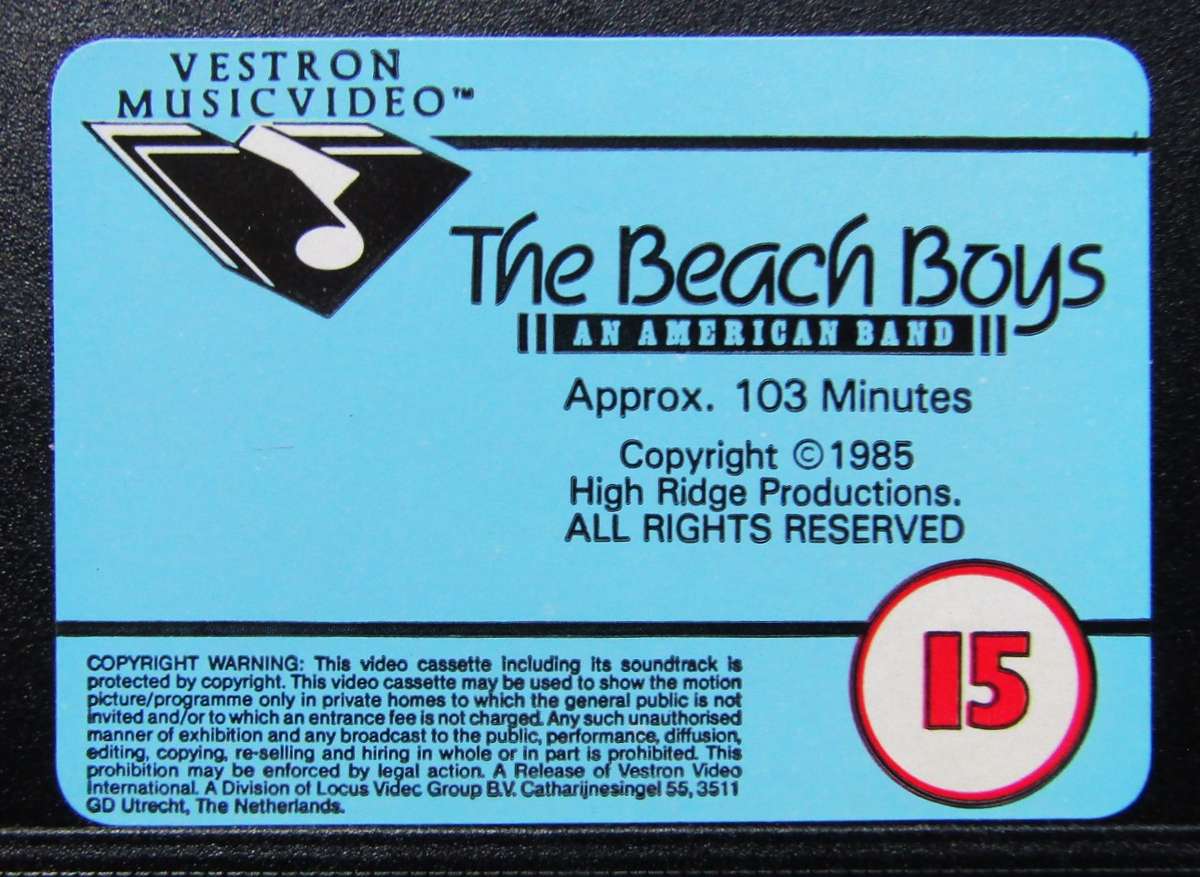 VESTRON
MUSICVIDEO™
The Beach Boys
AN AMERICAN BAND
Approx. 103 Minutes
Copyright ©1985
High Ridge Productions.
ALL RIGHTS RESERVED
15
COPYRIGHT WARNING: This video cassette including its soundtrack is
protected by copyright. This video cassette may be used to show the motion
picture/programme only in private homes to which the general public is not
invited and/or to which an entrance fee is not charged. Any such unauthorised
manner of exhibition and any broadcast to the public, performance, diffusion,
editing, copying, re-selling and hiring in whole or in part is prohibited. This
prohibition may be enforced by legal action. A Release of Vestron Video
International. A Division of Locus Video Group B.V. Catharijnesingel 55, 3511
GD Utrecht, The Netherlands.